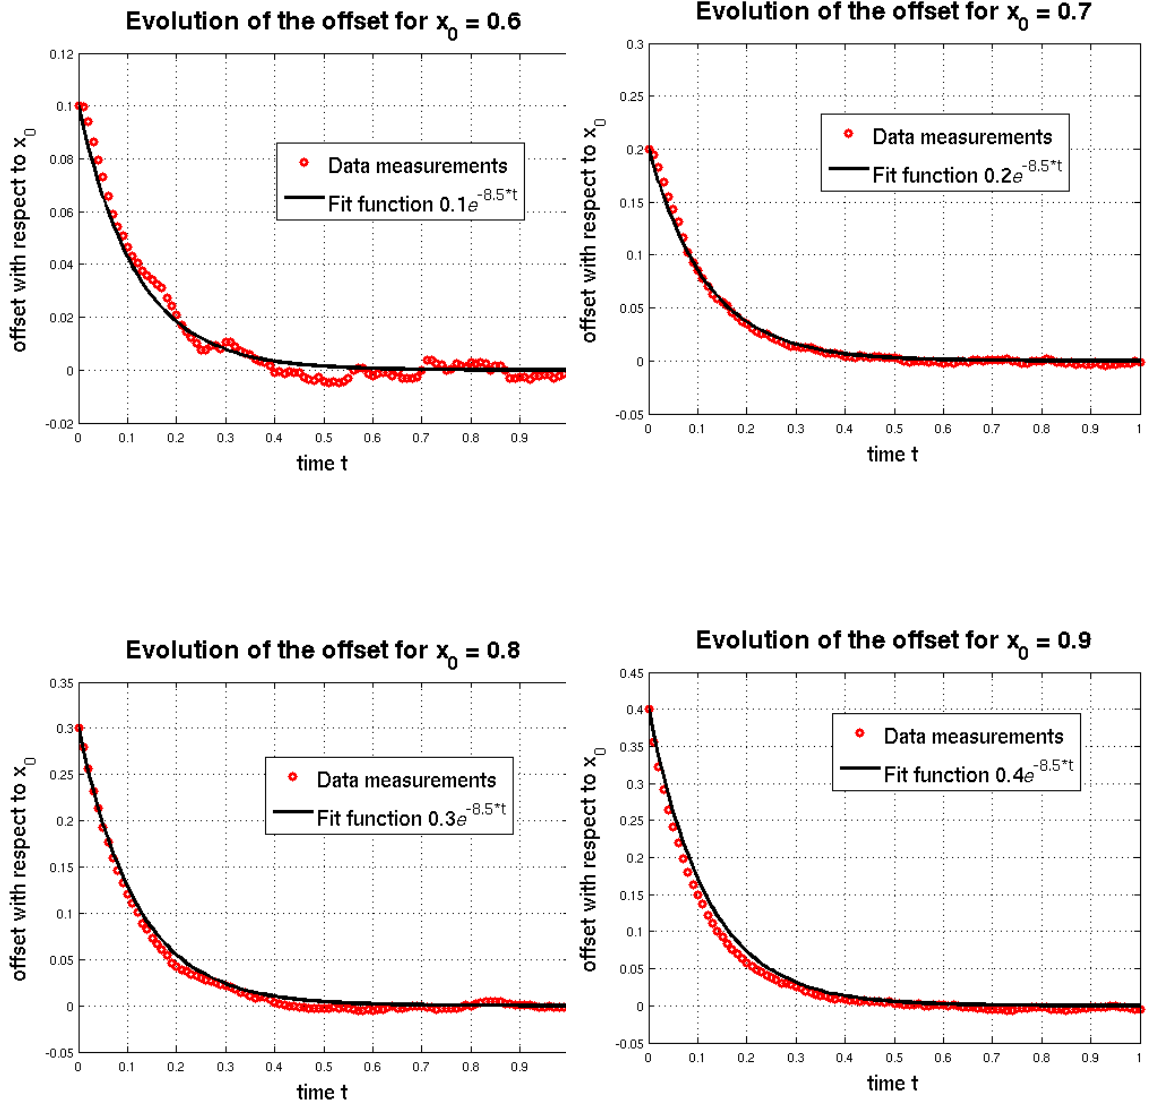 Evolution of the offset for x₀ = 0.6
0.12
0.1
0.08
0.06
0.04
0.02
0
-0.02
offset with respect to x₀
Data measurements
Fit function 0.1e^-8.5*t
0 0.1 0.2 0.3 0.4 0.5 0.6 0.7 0.8 0.9
time t
Evolution of the offset for x₀ = 0.7
0.3
0.25
0.2
0.15
0.1
0.05
0
-0.05
offset with respect to x₀
Data measurements
Fit function 0.2e^-8.5*t
0 0.1 0.2 0.3 0.4 0.5 0.6 0.7 0.8 0.9 1
time t
Evolution of the offset for x₀ = 0.8
0.35
0.3
0.25
0.2
0.15
0.1
0.05
0
-0.05
offset with respect to x₀
Data measurements
Fit function 0.3e^-8.5*t
0 0.1 0.2 0.3 0.4 0.5 0.6 0.7 0.8 0.9
time t
Evolution of the offset for x₀ = 0.9
0.45
0.4
0.35
0.3
0.25
0.2
0.15
0.1
0.05
0
-0.05
offset with respect to x₀
Data measurements
Fit function 0.4e^-8.5*t
0 0.1 0.2 0.3 0.4 0.5 0.6 0.7 0.8 0.9 1
time t